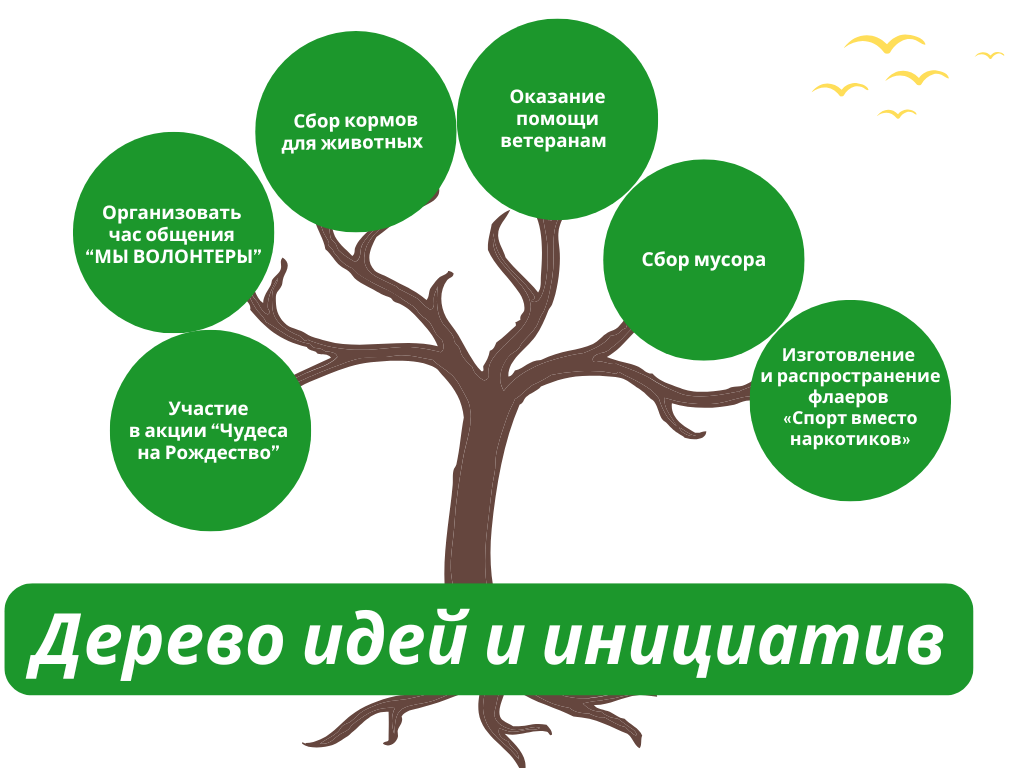 Сбор кормов
для животных
Оказание
помощи
ветеранам
Организовать
час общения
“МЫ ВОЛОНТЕРЫ”
Сбор мусора
Участие
в акции “Чудеса
на Рождество”
Изготовление
и распространение
флаеров
«Спорт вместо
наркотиков»
Дерево идей и инициатив